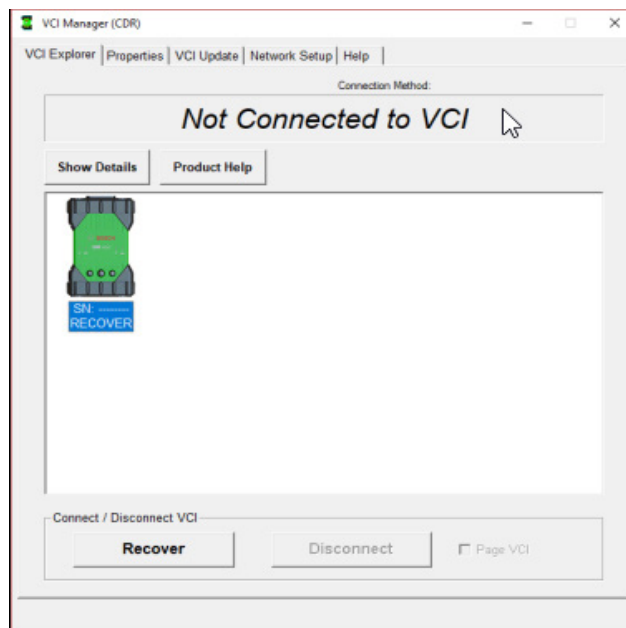 VCI Manager (CDR)
VCI Explorer Properties VCI Update Network Setup Help
Connection Method:
Not Connected to VCI
Show Details Product Help
BOSCH
SN: --------
RECOVER
Connect / Disconnect VCI
Recover Disconnect Page VCI